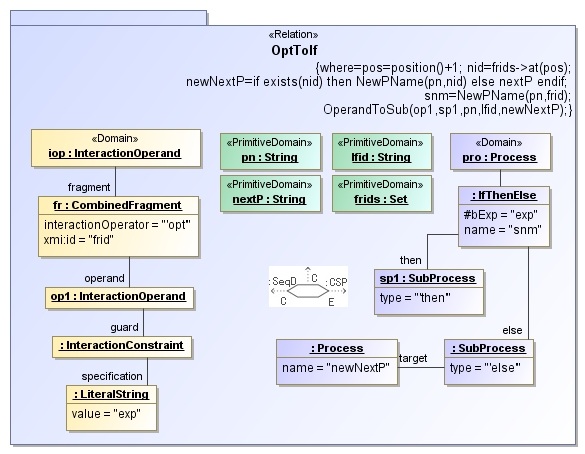 «Relation»
OptToIf
{where=pos=position()+1; nid=frids->at(pos);
newNextP=if exists(nid) then NewPName(pn,nid) else nextP endif;
snm=NewPName(pn,frid);
OperandToSub(op1,sp1,pn,lfid,newNextP);}
«Domain»
iop : InteractionOperand
fragment
fr : CombinedFragment
interactionOperator = "'opt"
xmi:id = "frid"
operand
op1 : InteractionOperand
guard
: InteractionConstraint
specification
: LiteralString
value = "exp"
«PrimitiveDomain»
pn : String
«PrimitiveDomain»
lfid : String
«PrimitiveDomain»
nextP : String
«PrimitiveDomain»
frids : Set
«Domain»
pro : Process
: IfThenElse
#bExp = "exp"
name = "snm"
then
sp1 : SubProcess
type = "'then"
else
: SubProcess
type = "'else"
target
: Process
name = "newNextP"
:SeqD
C
:CSP
C
E